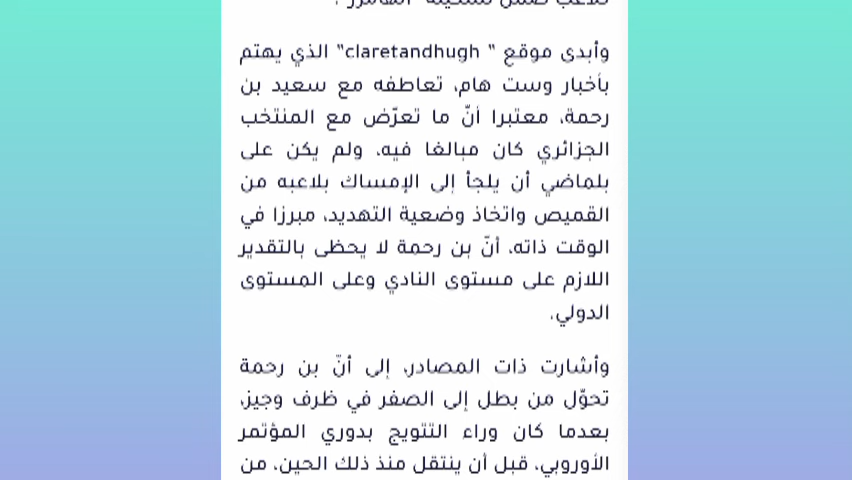 وأبدى موقع " claretandhugh" الذي يهتم
بأخبار وست هام، تعاطفه مع سعيد بن
رحمة، معتبرا أنّ ما تعرّض مع المنتخب
الجزائري كان مبالغا فيه، ولم يكن على
بلماضي أن يلجأ إلى الإمساك بلاعبه من
القميص واتخاذ وضعية التهديد، مبرزا في
الوقت ذاته، أنّ بن رحمة لا يحظى بالتقدير
اللازم على مستوى النادي وعلى المستوى
الدولي.
وأشارت ذات المصادر، إلى أنّ بن رحمة
تحوّل من بطل إلى الصفر في ظرف وجيز،
بعدما كان وراء التتويج بدوري المؤتمر
الأوروبي، قبل أن ينتقل منذ ذلك الحين، من